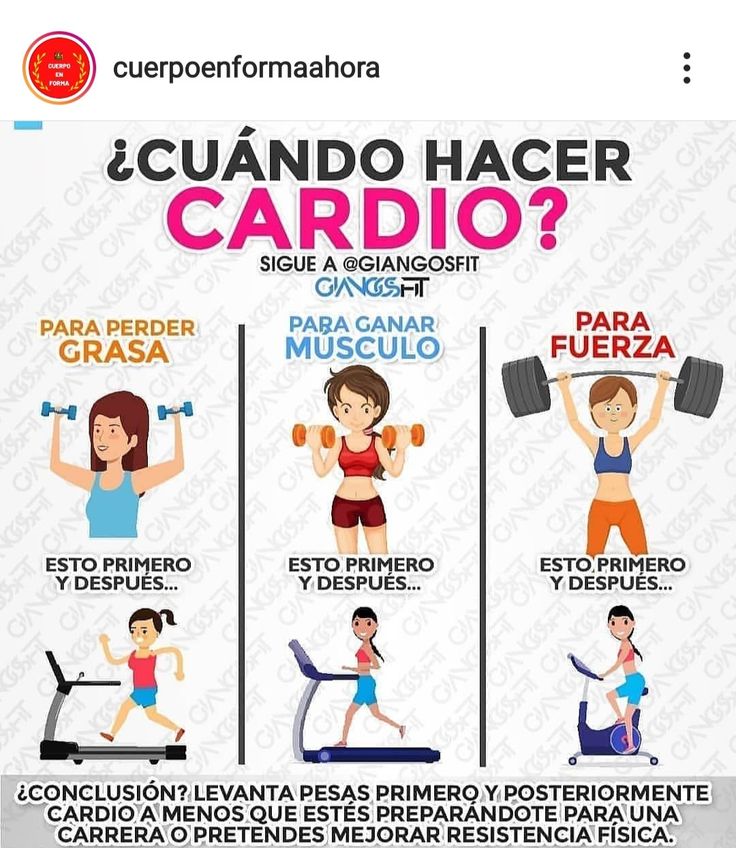 CUERPO
EN
FORMA
cuerpoenformaahora
¿CUÁNDO HACER
CARDIO?
SIGUE A @GIANGOSFIT
GIANGOSFIT
PARA PERDER
GRASA
PARA GANAR
MÚSCULO
PARA
FUERZA
ESTO PRIMERO
Y DESPUÉS...
ESTO PRIMERO
Y DESPUÉS...
ESTO PRIMERO
Y DESPUÉS...
¿CONCLUSIÓN? LEVANTA PESAS PRIMERO Y POSTERIORMENTE
CARDIO A MENOS QUE ESTÉS PREPARÁNDOTE PARA UNA
CARRERA O PRETENDES MEJORAR RESISTENCIA FÍSICA.